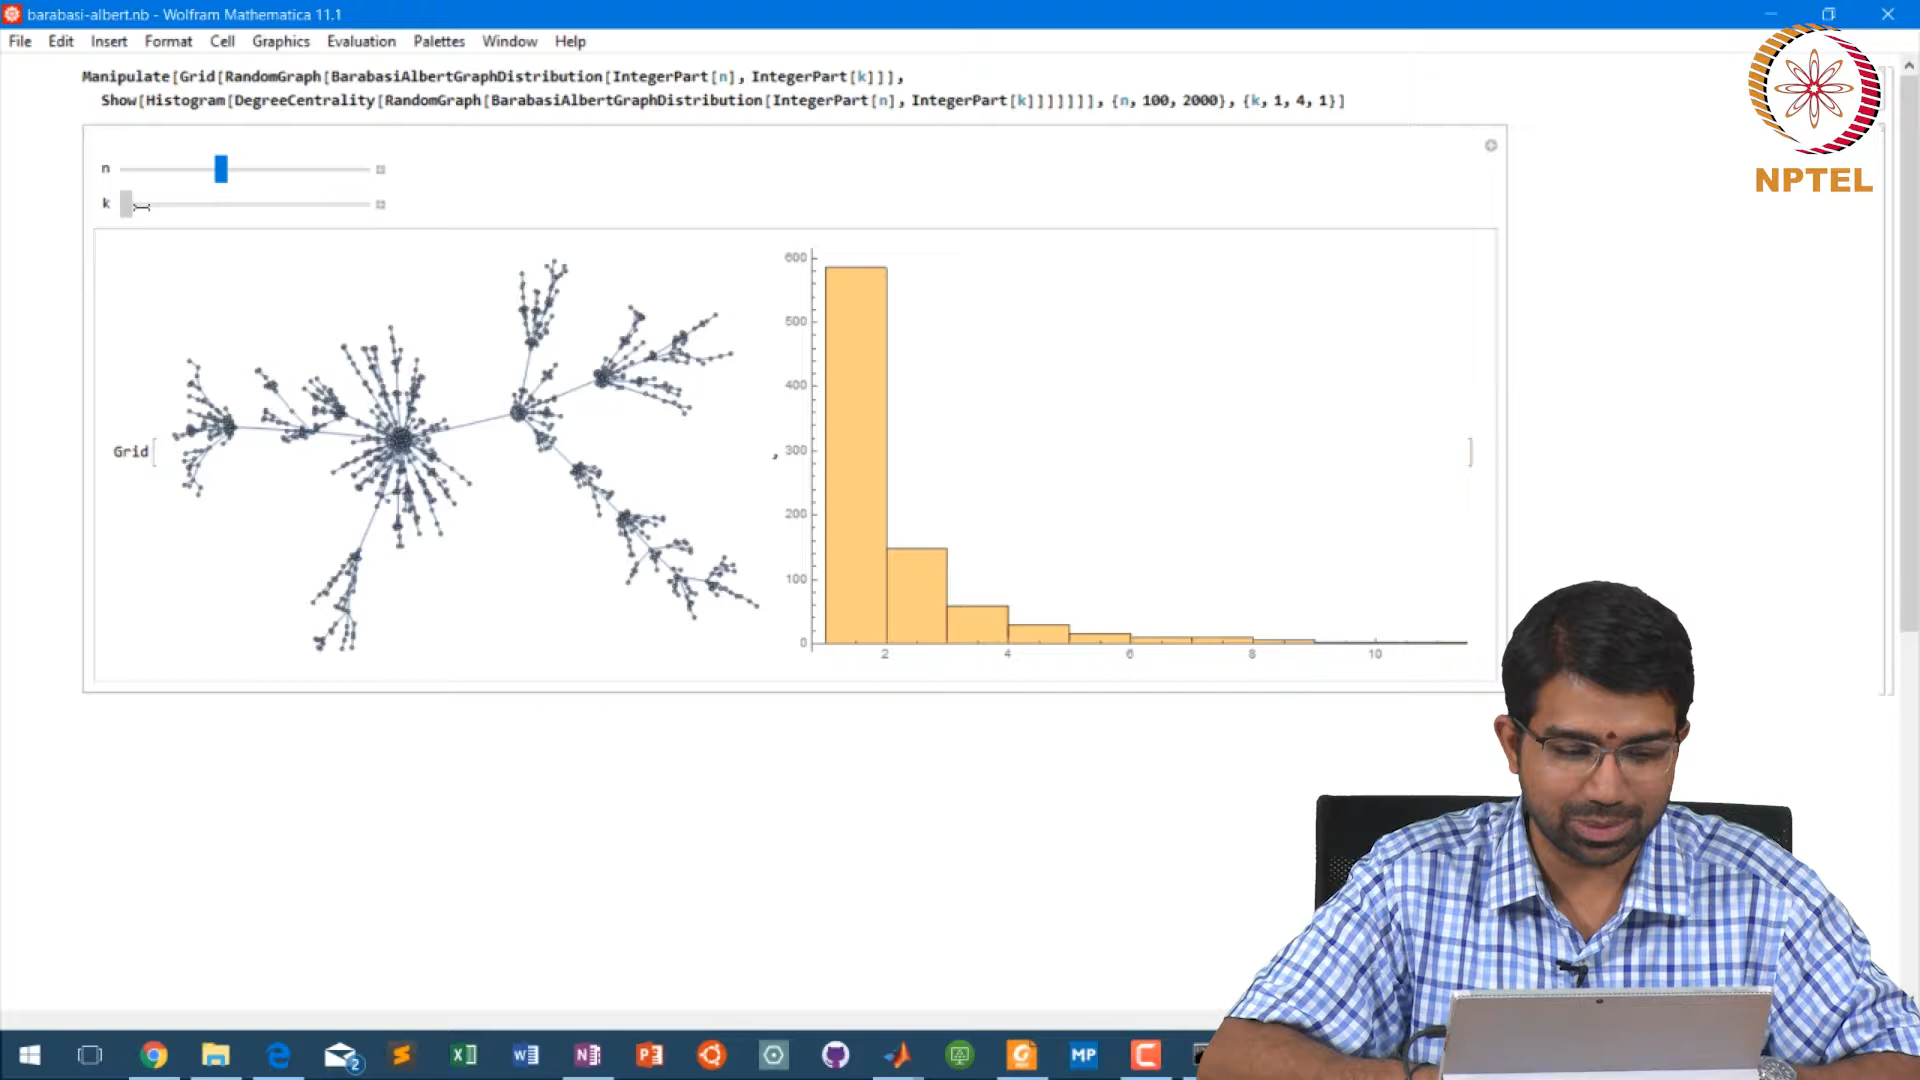 barabasi-albert.nb - Wolfram Mathematica 11.1
File Edit Insert Format Cell Graphics Evaluation Palettes Window Help
Manipulate[Grid[RandomGraph[BarabasiAlbertGraphDistribution[IntegerPart[n], IntegerPart[k]]],
Show[Histogram[DegreeCentrality[RandomGraph[BarabasiAlbertGraphDistribution[IntegerPart[n], IntegerPart[k]]]]]]], {n, 100, 2000}, {k, 1, 4, 1}]
NPTEL
n
k
600
500
400
Grid[ , 300 ]
200
100
0
2 4 6 8 10
2 MP